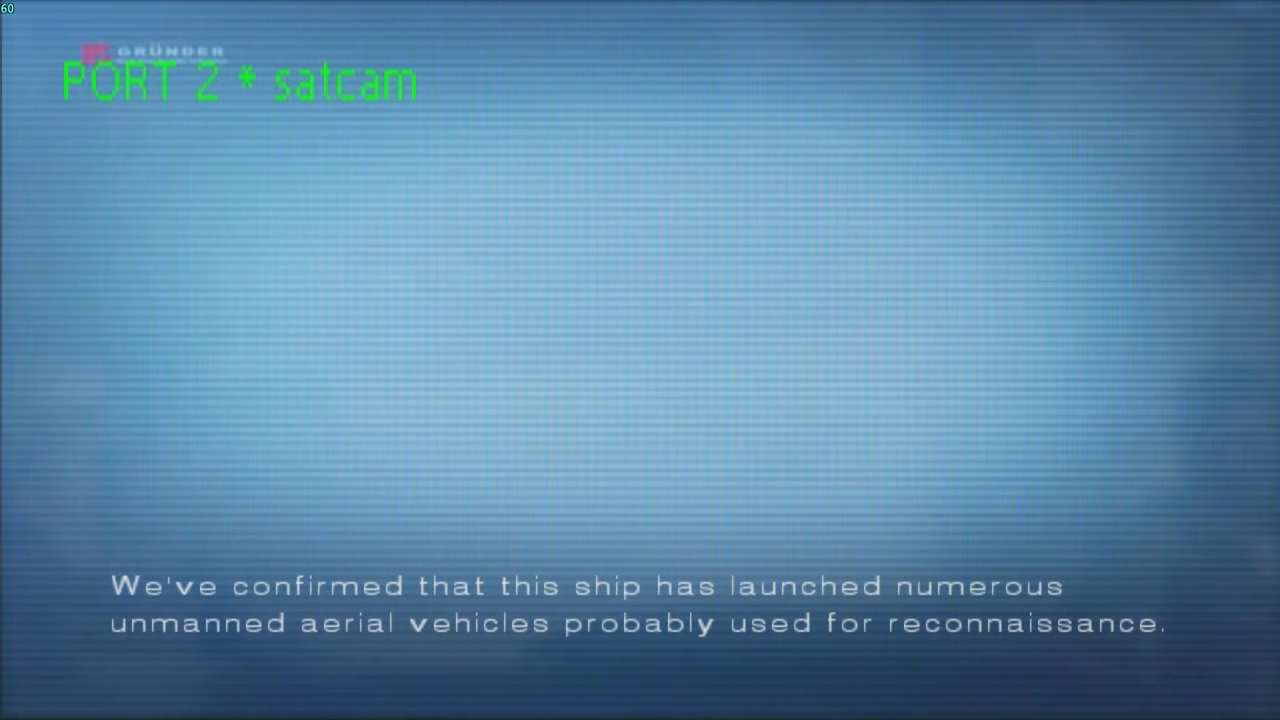 60
GRÜNDER
PORT 2 * satcam
We've confirmed that this ship has launched numerous
unmanned aerial vehicles probably used for reconnaissance.